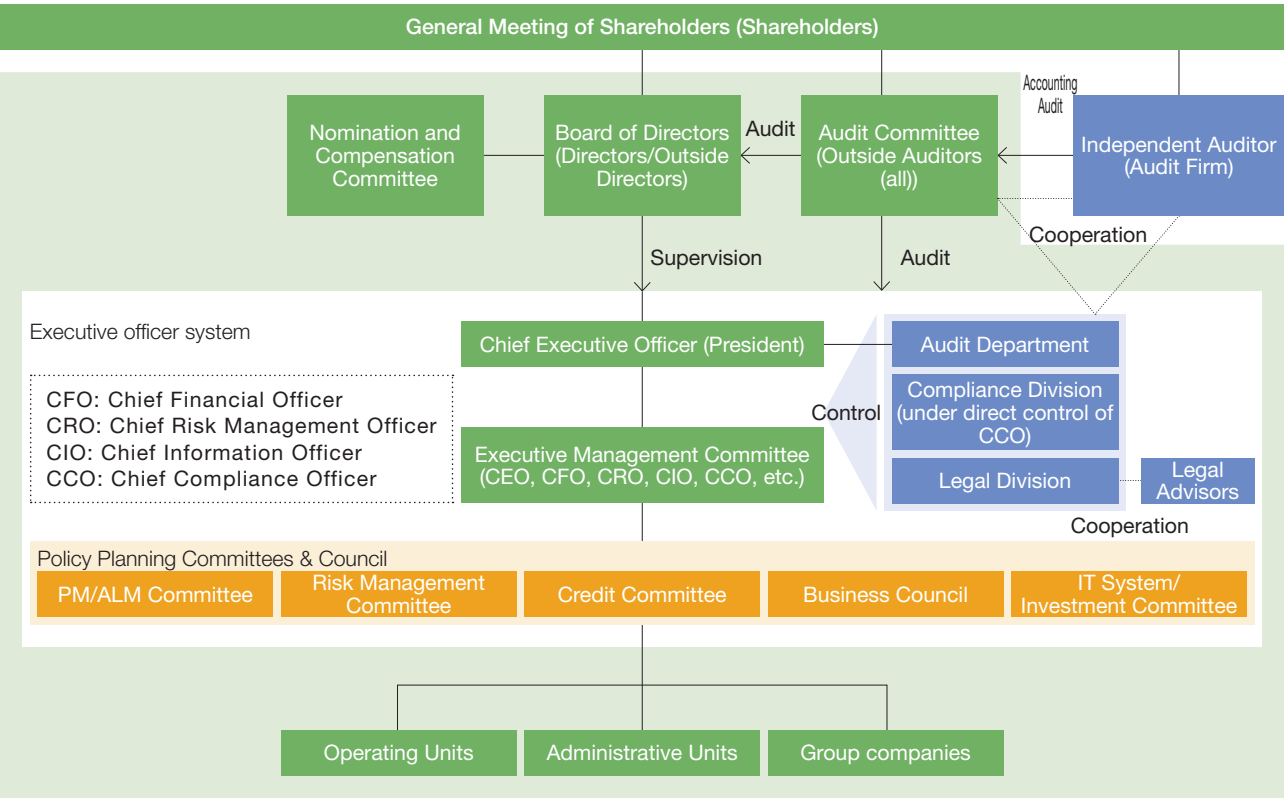 General Meeting of Shareholders (Shareholders)
Accounting
Audit
Nomination and
Compensation
Committee
Board of Directors
(Directors/Outside
Directors)
Audit
Audit Committee
(Outside Auditors
(all))
Independent Auditor
(Audit Firm)
Cooperation
Supervision
Audit
Executive officer system
Chief Executive Officer (President)
Audit Department
CFO: Chief Financial Officer
CRO: Chief Risk Management Officer
CIO: Chief Information Officer
CCO: Chief Compliance Officer
Control
Compliance Division
(under direct control of
CCO)
Executive Management Committee
(CEO, CFO, CRO, CIO, CCO, etc.)
Legal Division
Legal
Advisors
Cooperation
Policy Planning Committees & Council
PM/ALM Committee
Risk Management
Committee
Credit Committee
Business Council
IT System/
Investment Committee
Operating Units
Administrative Units
Group companies